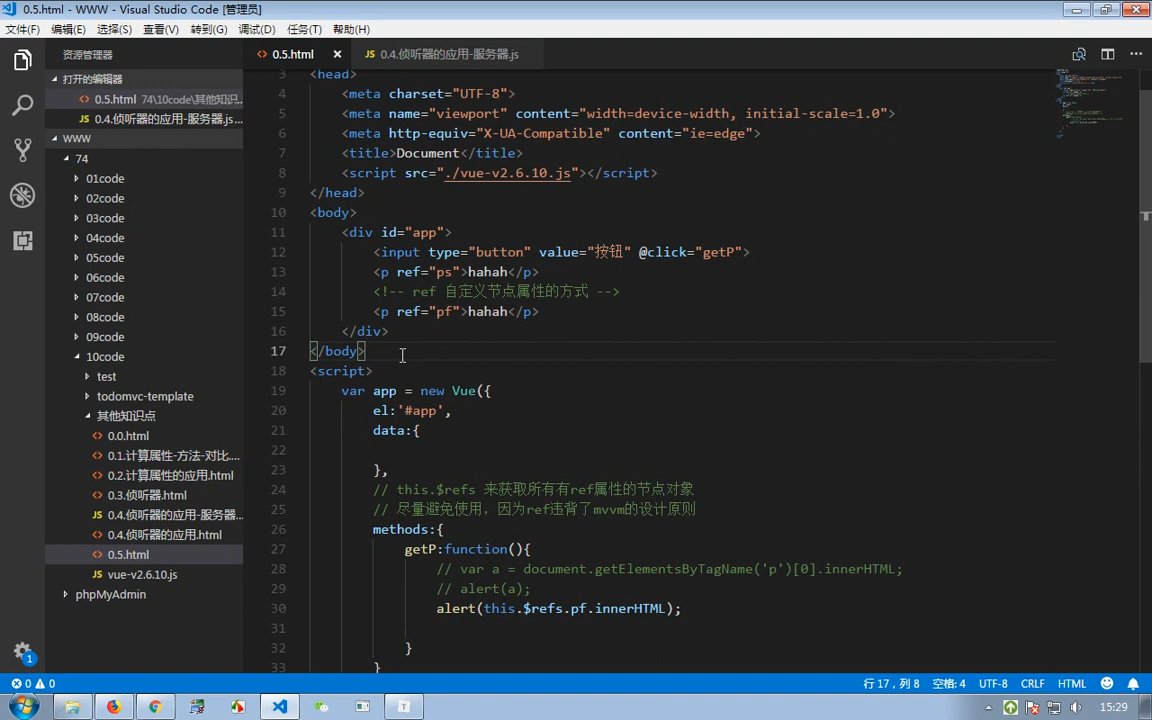 0.5.html - WWW - Visual Studio Code [管理员]
文件(F) 编辑(E) 选择(S) 查看(V) 转到(G) 调试(D) 任务(T) 帮助(H)
资源管理器
打开的编辑器
0.5.html 74\10code\其他知识...
0.4.侦听器的应用-服务器.js...
WWW
74
01code
02code
03code
04code
05code
06code
07code
08code
09code
10code
test
todomvc-template
其他知识点
0.0.html
0.1.计算属性-方法-对比....
0.2.计算属性的应用.html
0.3.侦听器.html
JS 0.4.侦听器的应用-服务器...
0.4.侦听器的应用.html
0.5.html
JS vue-v2.6.10.js
phpMyAdmin
0.5.html
JS 0.4.侦听器的应用-服务器.js
3 <head>
4 <meta charset="UTF-8">
5 <meta name="viewport" content="width=device-width, initial-scale=1.0">
6 <meta http-equiv="X-UA-Compatible" content="ie=edge">
7 <title>Document</title>
8 <script src="./vue-v2.6.10.js"></script>
9 </head>
10 <body>
11 <div id="app">
12 <input type="button" value="按钮" @click="getP">
13 <p ref="ps">hahah</p>
14 <!-- ref 自定义节点属性的方式 -->
15 <p ref="pf">hahah</p>
16 </div>
17 </body>
18 <script>
19 var app = new Vue({
20 el:'#app',
21 data:{
22
23 },
24 // this.$refs 来获取所有有ref属性的节点对象
25 // 尽量避免使用，因为ref违背了mvvm的设计原则
26 methods:{
27 getP:function(){
28 // var a = document.getElementsByTagName('p')[0].innerHTML;
29 // alert(a);
30 alert(this.$refs.pf.innerHTML);
31
32 }
33 }
1
0 0 行 17，列 8 空格: 4 UTF-8 CRLF HTML
15:29